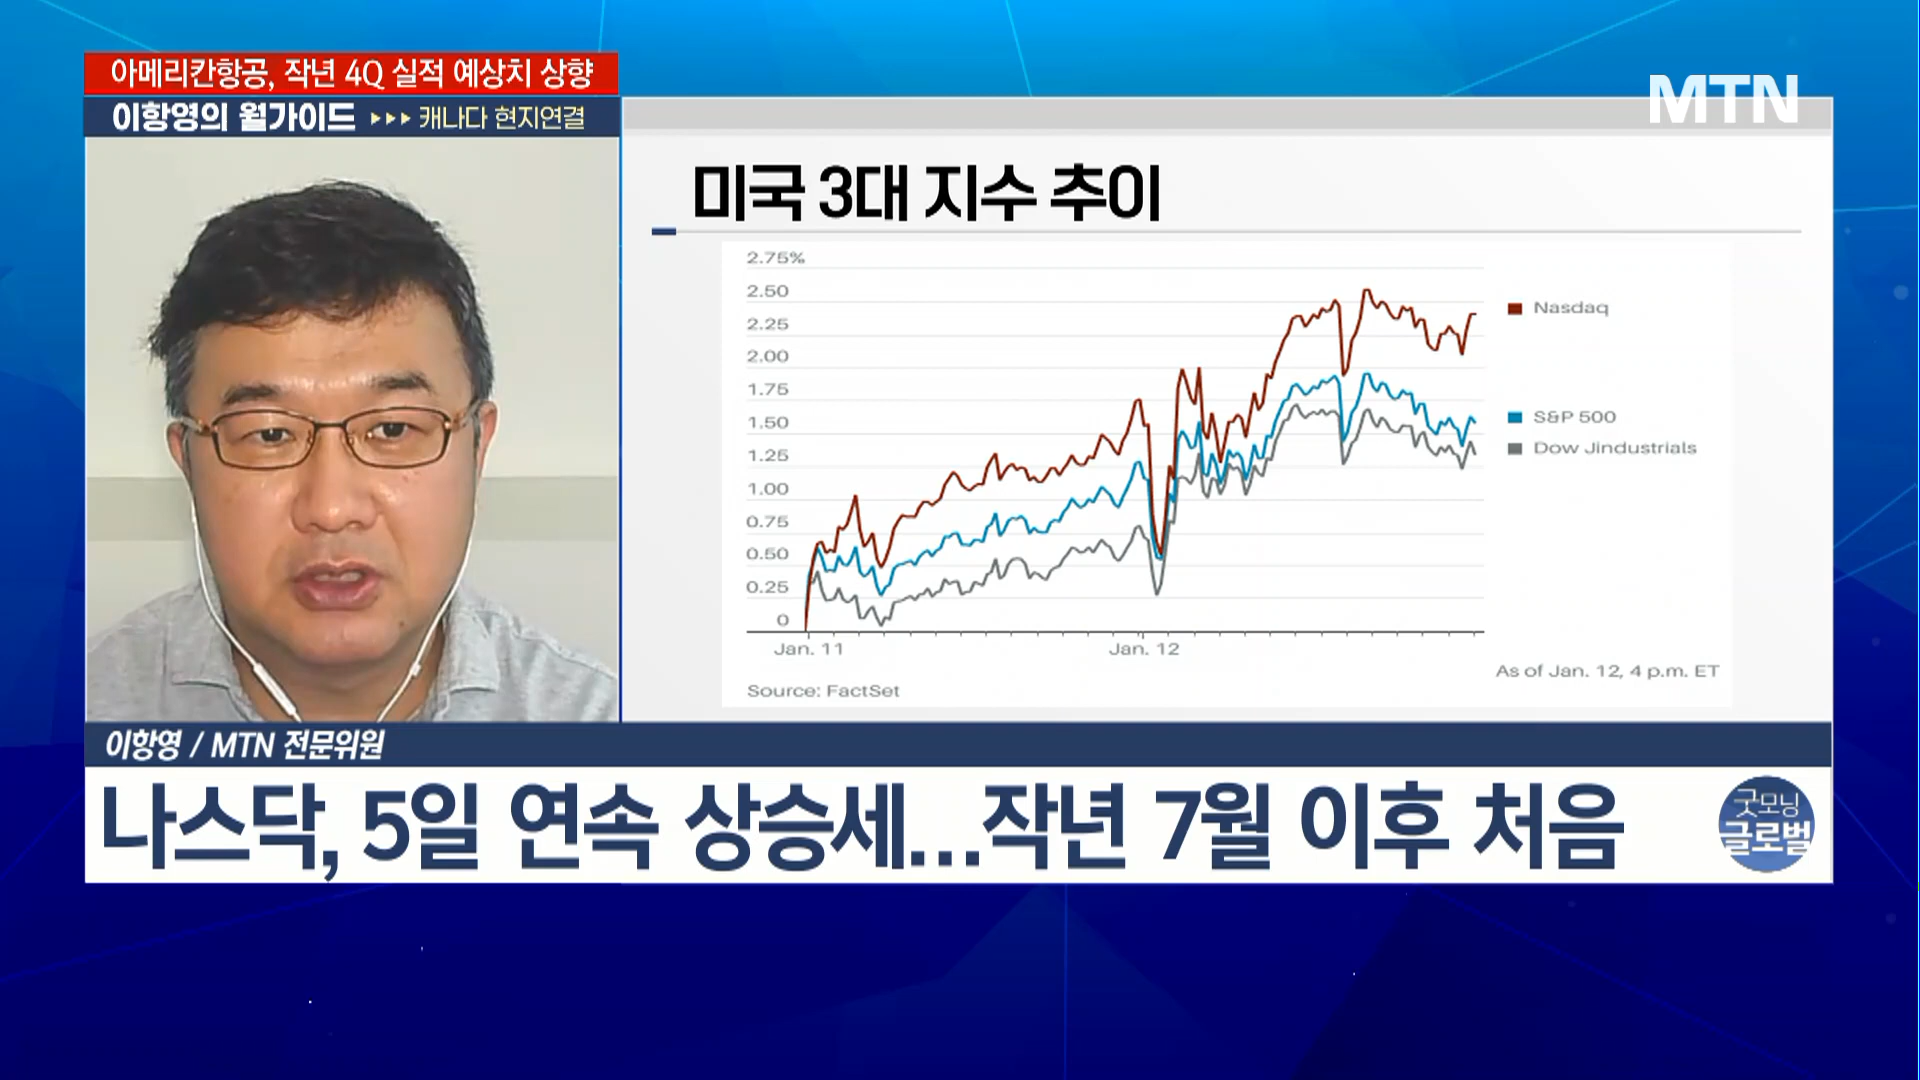 아메리칸항공, 작년 4Q 실적 예상치 상향
이항영의 월가이드 ▸▸▸ 캐나다 현지연결
MTN
미국 3대 지수 추이
2.75%
2.50
2.25
2.00
1.75
1.50
1.25
1.00
0.75
0.50
0.25
0
Jan. 11
Jan. 12
Nasdaq
S&P 500
Dow Jindustrials
As of Jan. 12, 4 p.m. ET
Source: FactSet
이항영 / MTN 전문위원
나스닥, 5일 연속 상승세...작년 7월 이후 처음
굿모닝
글로벌